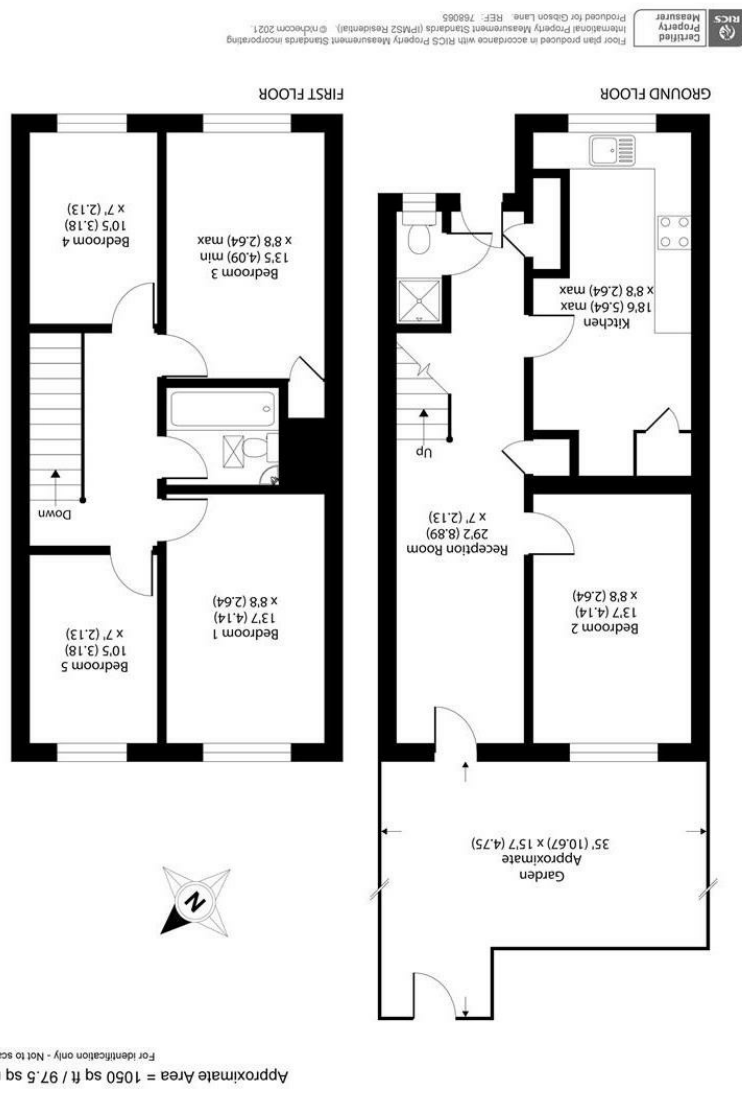 Approximate Area = 1050 sq ft / 97.5 sq
For identification only - Not to sca
N
Garden
Approximate
35' (10.67) x 15'7 (4.75)
Bedroom 2
13'7 (4.14)
x 8'8 (2.64)
Reception Room
29'2 (8.89)
x 7' (2.13)
Up
Kitchen
18'6 (5.64) max
x 8'8 (2.64) max
GROUND FLOOR
Bedroom 1
13'7 (4.14)
x 8'8 (2.64)
Bedroom 5
10'5 (3.18)
x 7' (2.13)
Down
Bedroom 3
13'5 (4.09) min
x 8'8 (2.64) max
Bedroom 4
10'5 (3.18)
x 7' (2.13)
FIRST FLOOR
RICS
Certified
Property
Measurer
Floor plan produced in accordance with RICS Property Measurement Standards incorporating
International Property Measurement Standards (IPMS2 Residential). © nichecom 2021.
Produced for Gibson Lane. REF: 768065